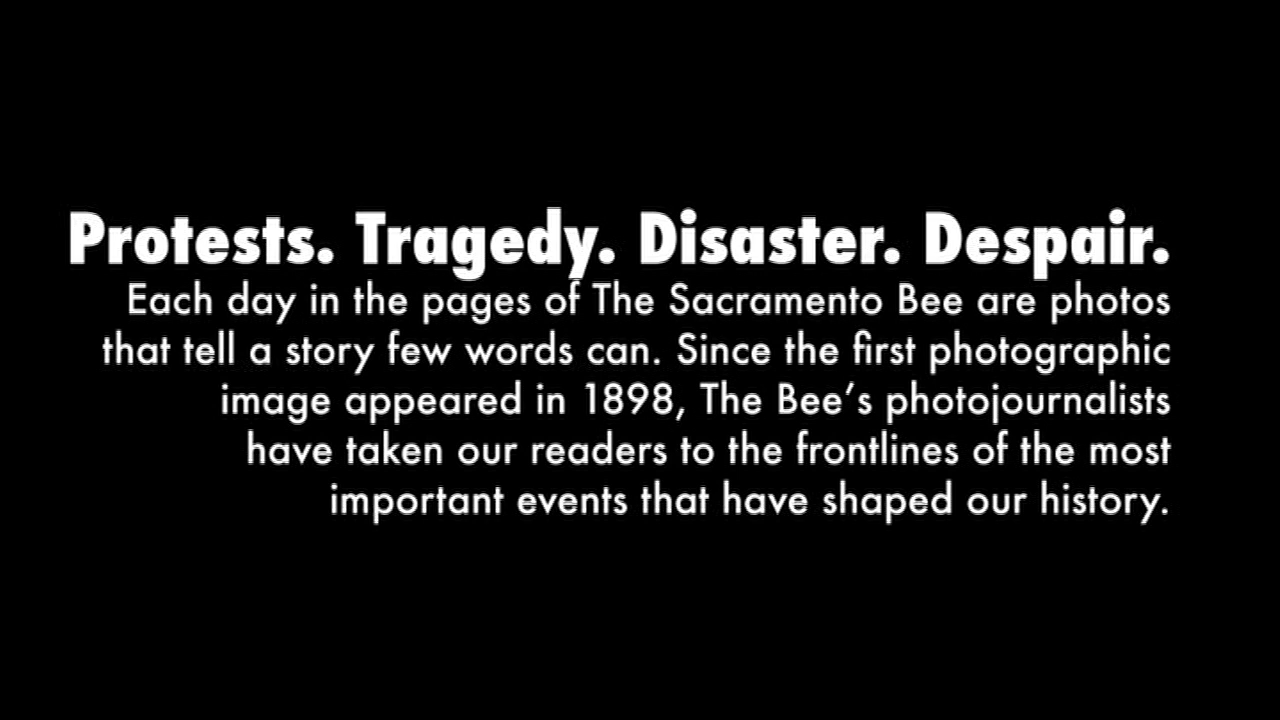 Protests. Tragedy. Disaster. Despair.
Each day in the pages of The Sacramento Bee are photos
that tell a story few words can. Since the first photographic
image appeared in 1898, The Bee’s photojournalists
have taken our readers to the frontlines of the most
important events that have shaped our history.